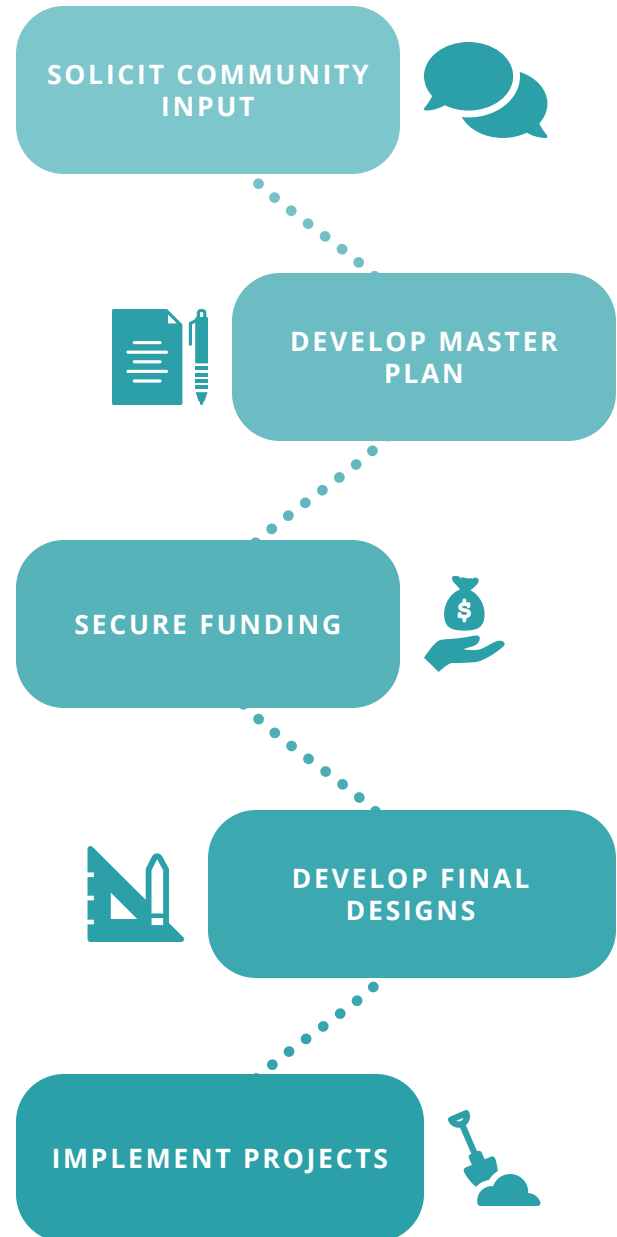 SOLICIT COMMUNITY
INPUT
DEVELOP MASTER
PLAN
SECURE FUNDING
$
DEVELOP FINAL
DESIGNS
IMPLEMENT PROJECTS